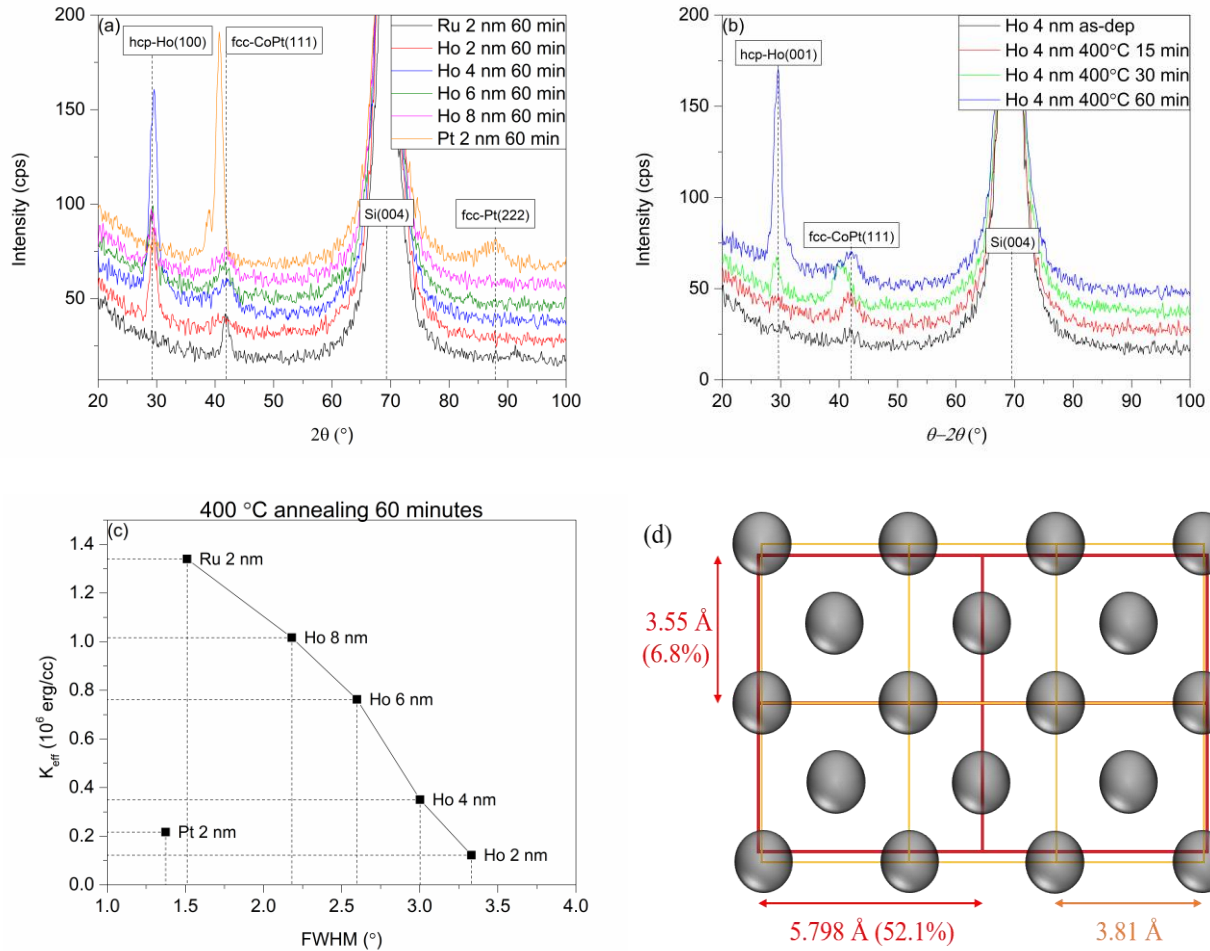 (a)
Ru 2 nm 60 min
Ho 2 nm 60 min
Ho 4 nm 60 min
Ho 6 nm 60 min
Ho 8 nm 60 min
Pt 2 nm 60 min
hcp-Ho(100)
fcc-CoPt(111)
Si(004)
fcc-Pt(222)
200
150
100
50
Intensity (cps)
20 30 40 50 60 70 80 90 100
2θ (°)
(b)
Ho 4 nm as-dep
Ho 4 nm 400°C 15 min
Ho 4 nm 400°C 30 min
Ho 4 nm 400°C 60 min
hcp-Ho(001)
fcc-CoPt(111)
Si(004)
200
150
100
50
0
Intensity (cps)
20 30 40 50 60 70 80 90 100
θ–2θ (°)
400 °C annealing 60 minutes
(c)
Ru 2 nm
Ho 8 nm
Ho 6 nm
Ho 4 nm
Pt 2 nm
Ho 2 nm
1.4
1.2
1.0
0.8
0.6
0.4
0.2
0.0
K_eff (10^6 erg/cc)
1.0 1.5 2.0 2.5 3.0 3.5 4.0
FWHM (°)
(d)
3.55 Å
(6.8%)
5.798 Å (52.1%)
3.81 Å